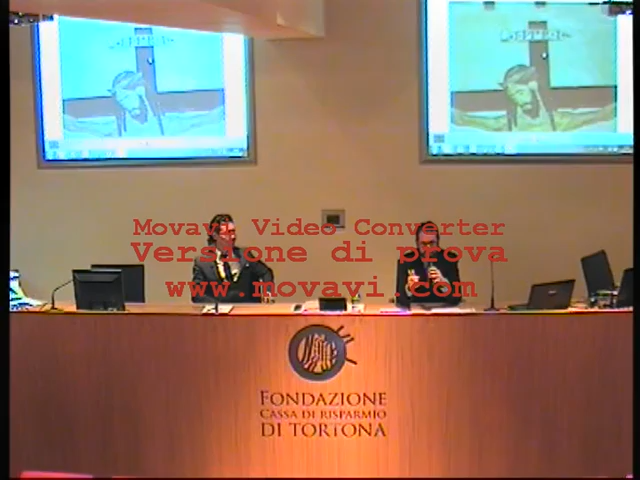 Movavi Video Converter
Versione di prova
www.movavi.com
FONDAZIONE
CASSA DI RISPARMIO
DI TORTONA